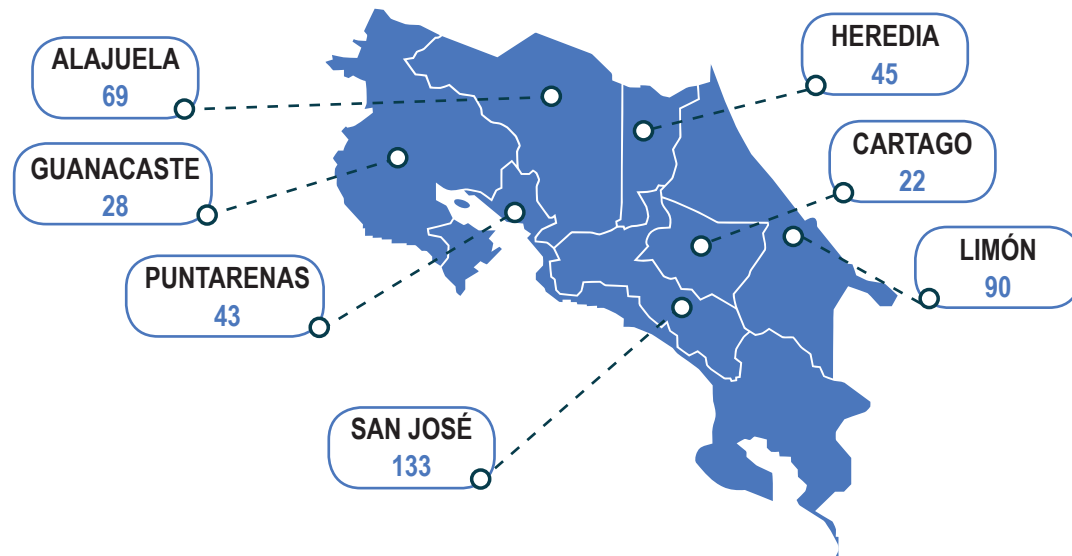 ALAJUELA
69
HEREDIA
45
GUANACASTE
28
CARTAGO
22
PUNTARENAS
43
LIMÓN
90
SAN JOSÉ
133